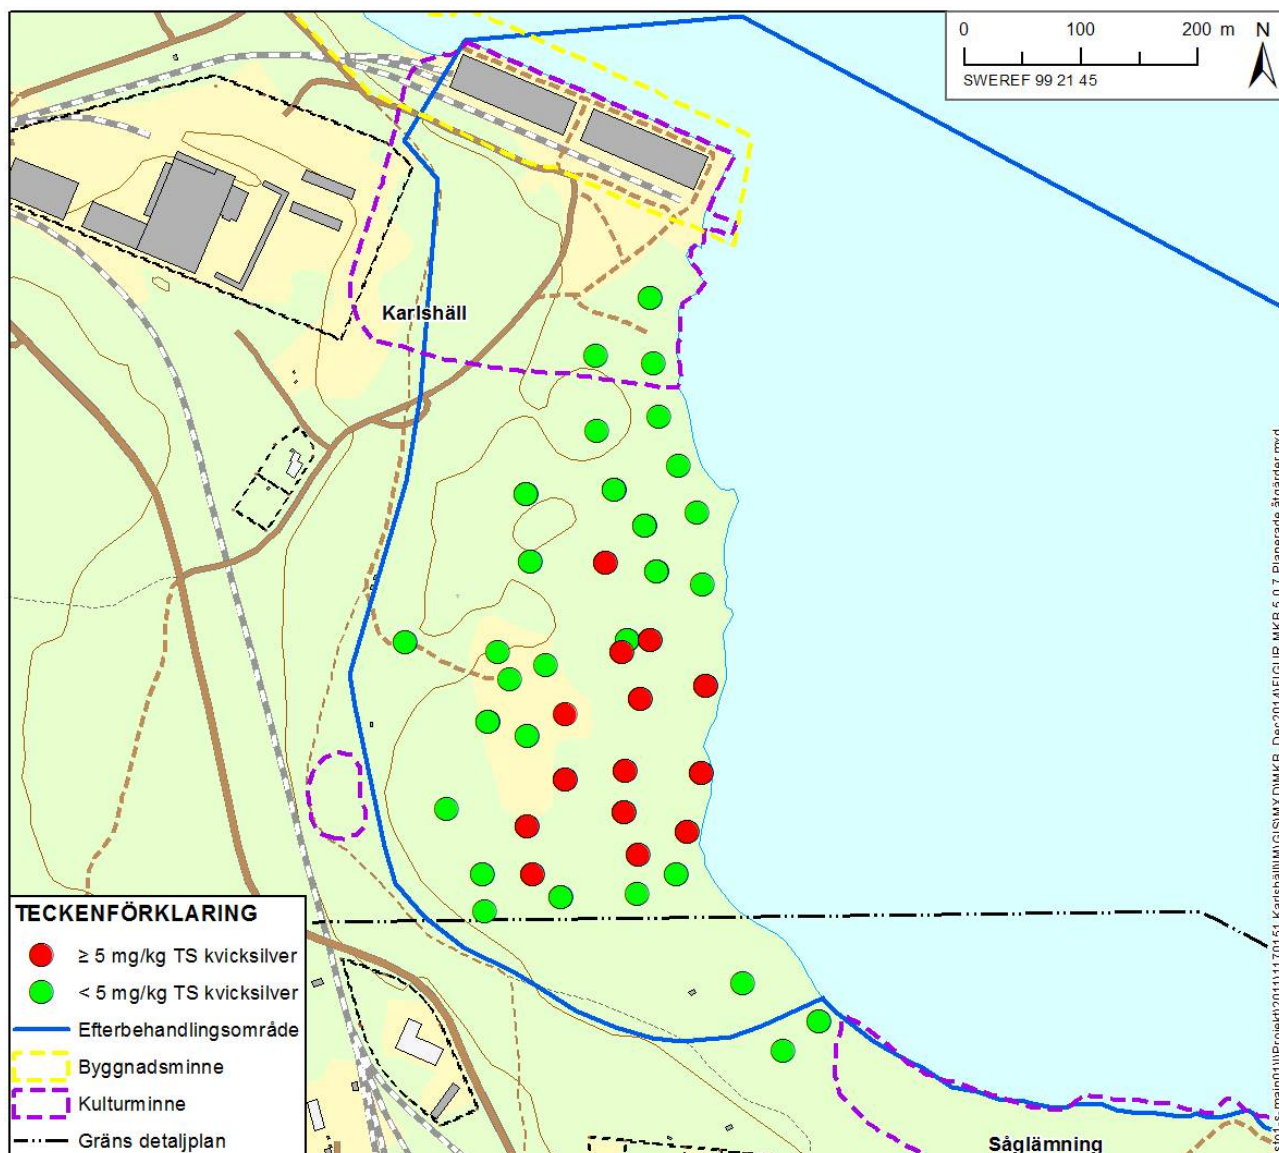 0 100 200 m N
SWEREF 99 21 45
Karlshäll
TECKENFÖRKLARING
≥ 5 mg/kg TS kvicksilver
< 5 mg/kg TS kvicksilver
Efterbehandlingsområde
Byggnadsminne
Kulturminne
Gräns detaljplan
Såglämning